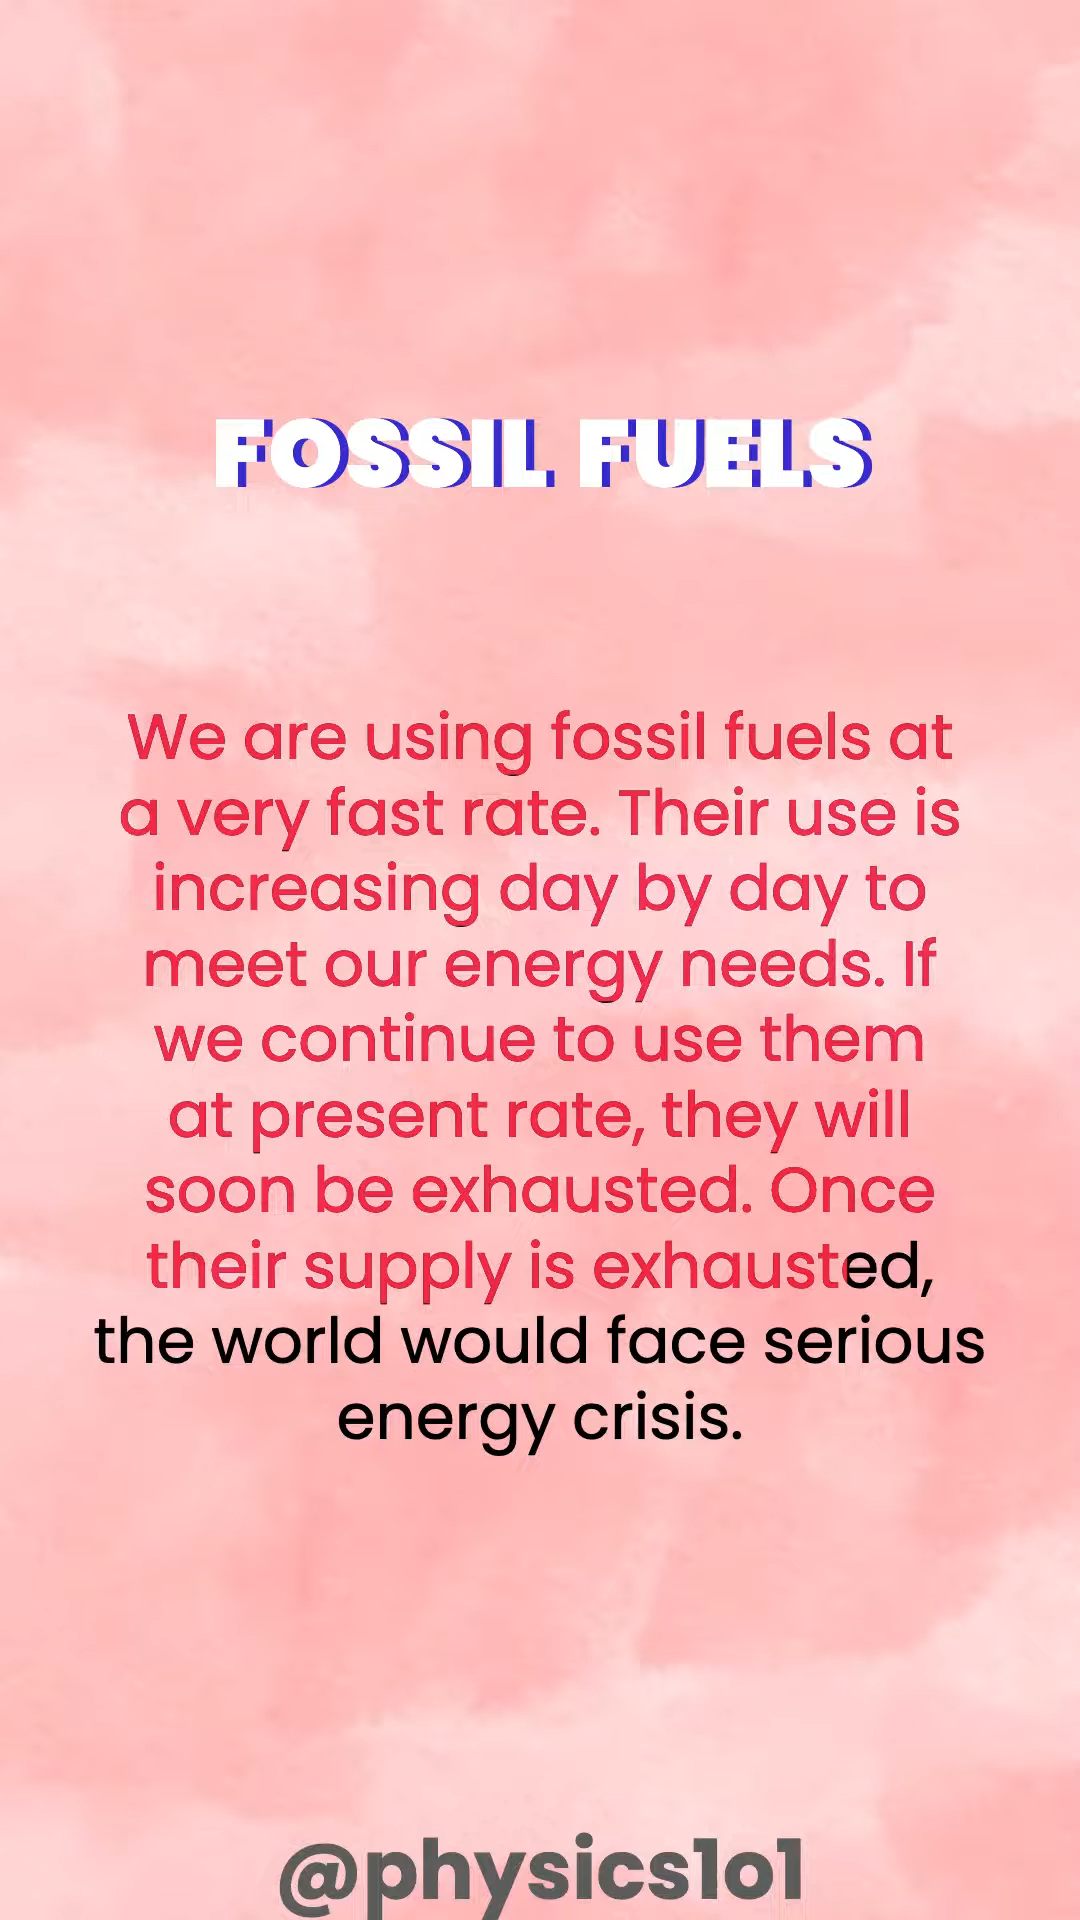 FOSSIL FUELS
We are using fossil fuels at
a very fast rate. Their use is
increasing day by day to
meet our energy needs. If
we continue to use them
at present rate, they will
soon be exhausted. Once
their supply is exhausted,
the world would face serious
energy crisis.
@physics1o1